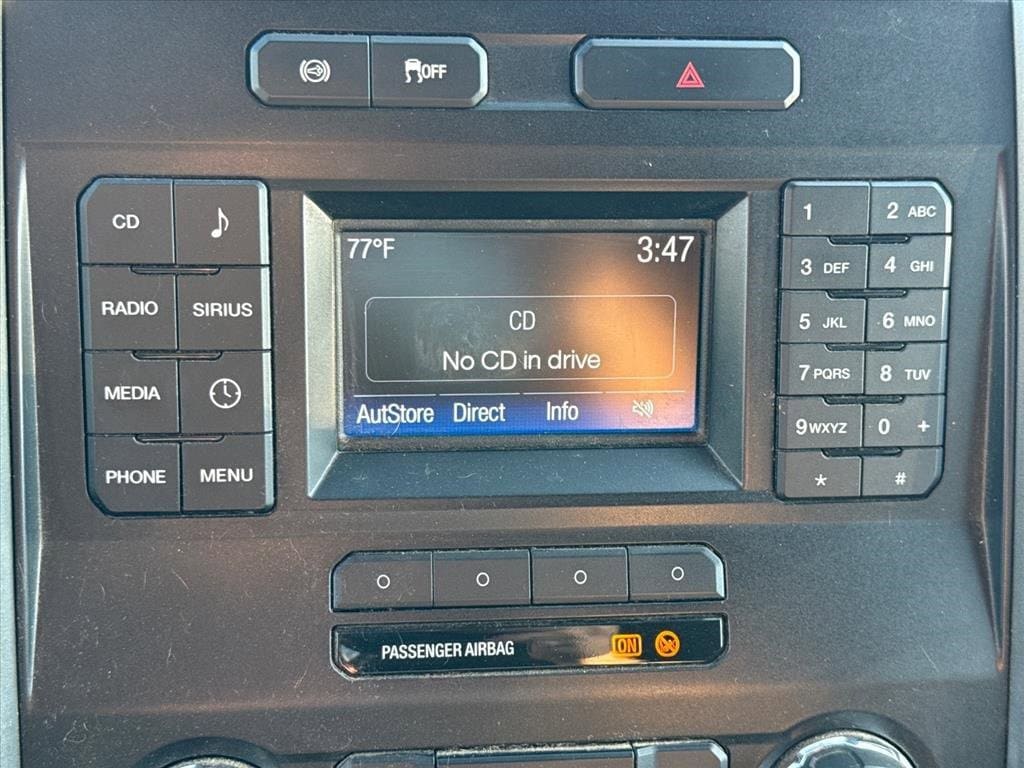 OFF
CD
RADIO SIRIUS
MEDIA
PHONE MENU
77°F 3:47
CD
No CD in drive
AutStore Direct Info
1 2 ABC
3 DEF 4 GHI
5 JKL 6 MNO
7 PQRS 8 TUV
9 WXYZ 0 +
* #
PASSENGER AIRBAG ON